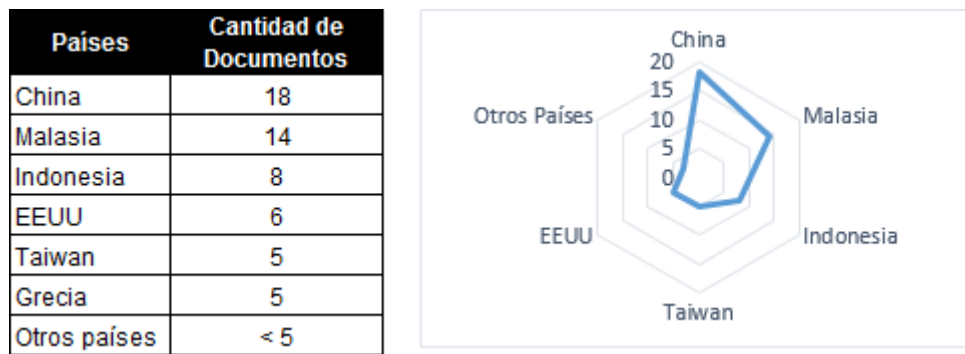 Países Cantidad de Documentos
China 18
Malasia 14
Indonesia 8
EEUU 6
Taiwan 5
Grecia 5
Otros países < 5
China
20
15
10
5
0
Otros Países
Malasia
EEUU
Indonesia
Taiwan